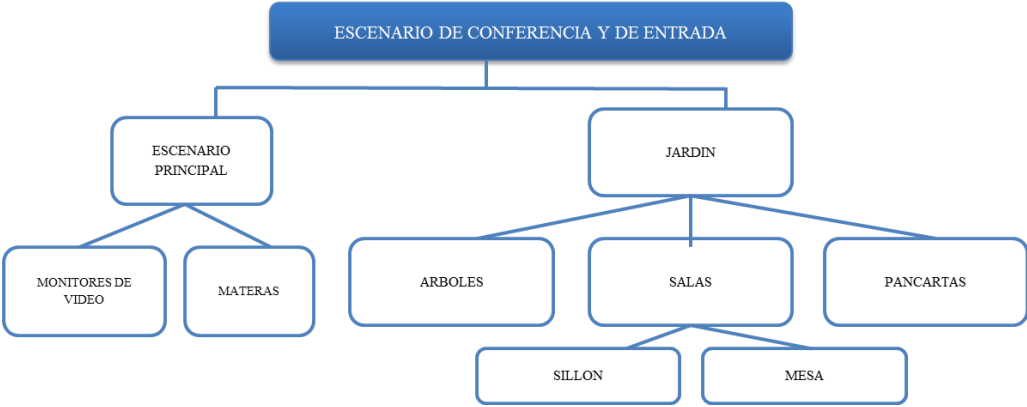 ESCENARIO DE CONFERENCIA Y DE ENTRADA
ESCENARIO
PRINCIPAL
JARDIN
MONITORES DE
VIDEO
MATERAS
ARBOLES
SALAS
PANCARTAS
SILLON
MESA